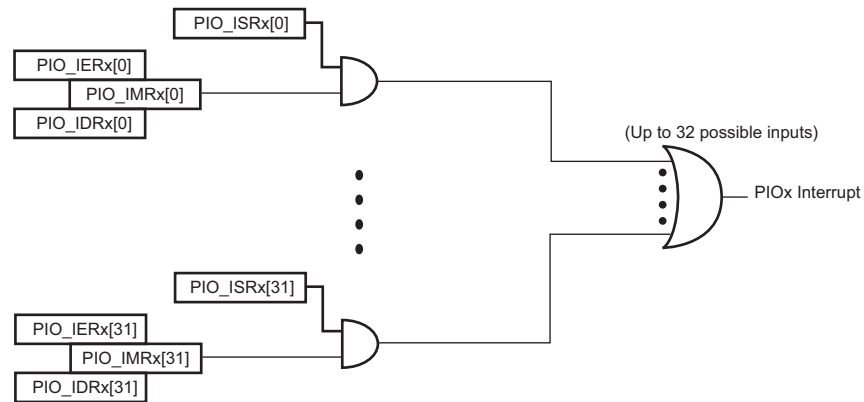 PIO_ISRx[0]
PIO_IERx[0]
PIO_IMRx[0]
PIO_IDRx[0]
(Up to 32 possible inputs)
PIOx Interrupt
PIO_ISRx[31]
PIO_IERx[31]
PIO_IMRx[31]
PIO_IDRx[31]